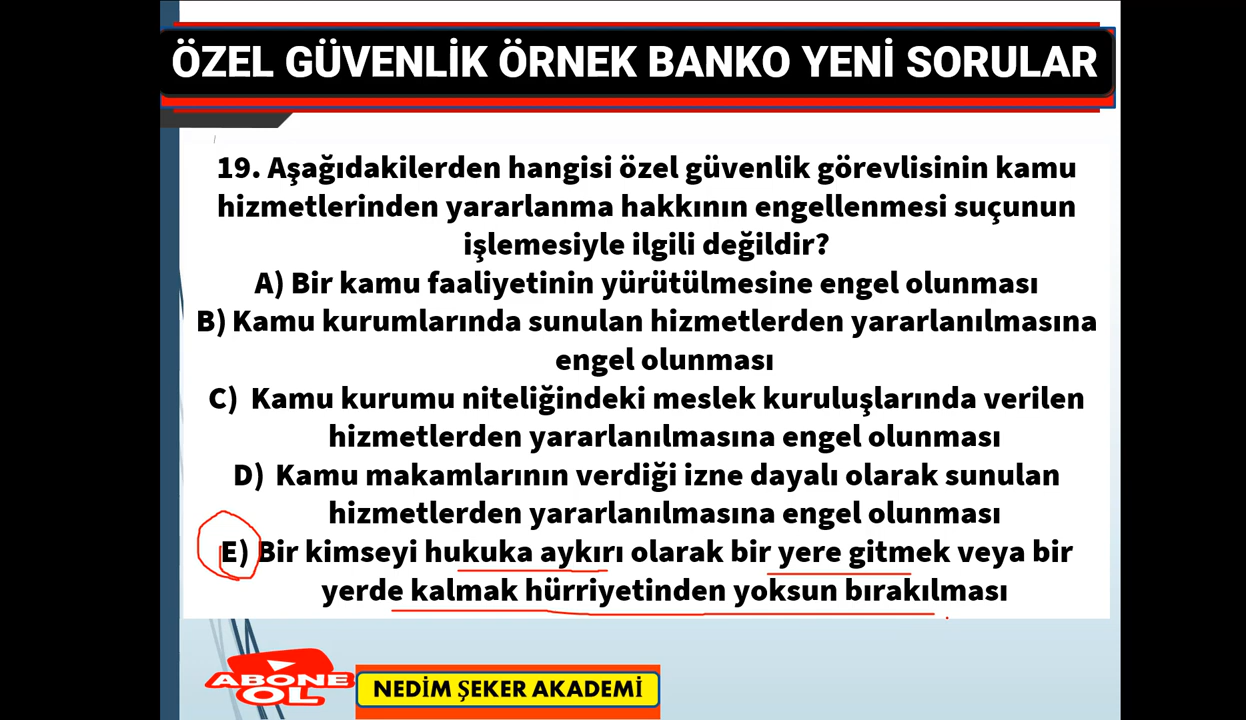 ÖZEL GÜVENLİK ÖRNEK BANKO YENİ SORULAR
19. Aşağıdakilerden hangisi özel güvenlik görevlisinin kamu
hizmetlerinden yararlanma hakkının engellenmesi suçunun
işlemesiyle ilgili değildir?
A) Bir kamu faaliyetinin yürütülmesine engel olunması
B) Kamu kurumlarında sunulan hizmetlerden yararlanılmasına
engel olunması
C) Kamu kurumu niteliğindeki meslek kuruluşlarında verilen
hizmetlerden yararlanılmasına engel olunması
D) Kamu makamlarının verdiği izne dayalı olarak sunulan
hizmetlerden yararlanılmasına engel olunması
E) Bir kimseyi hukuka aykırı olarak bir yere gitmek veya bir
yerde kalmak hürriyetinden yoksun bırakılması
ABONE
OL
NEDİM ŞEKER AKADEMİ